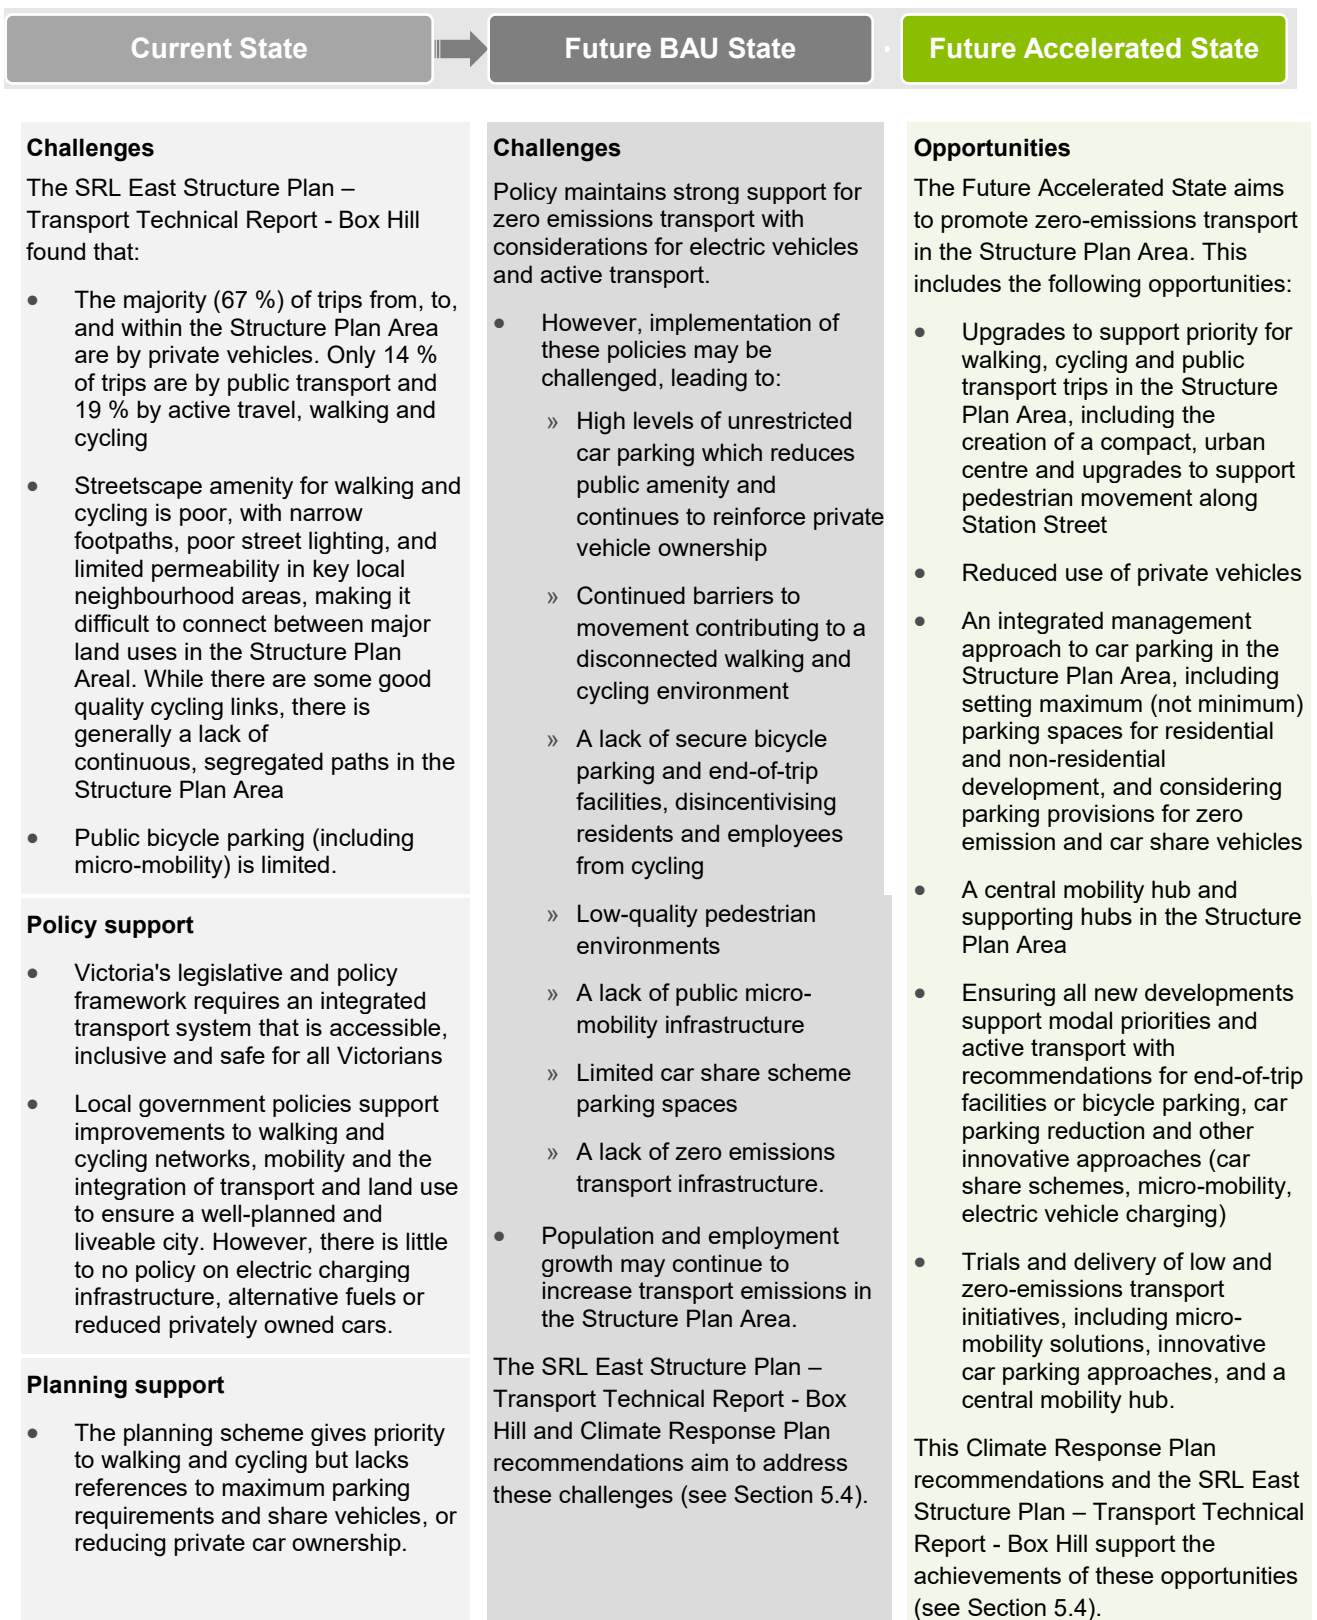 Current State
Future BAU State
Future Accelerated State
Challenges
The SRL East Structure Plan –
Transport Technical Report - Box Hill
found that:
• The majority (67 %) of trips from, to,
and within the Structure Plan Area
are by private vehicles. Only 14 %
of trips are by public transport and
19 % by active travel, walking and
cycling
• Streetscape amenity for walking and
cycling is poor, with narrow
footpaths, poor street lighting, and
limited permeability in key local
neighbourhood areas, making it
difficult to connect between major
land uses in the Structure Plan
Areal. While there are some good
quality cycling links, there is
generally a lack of
continuous, segregated paths in the
Structure Plan Area
• Public bicycle parking (including
micro-mobility) is limited.
Policy support
• Victoria's legislative and policy
framework requires an integrated
transport system that is accessible,
inclusive and safe for all Victorians
• Local government policies support
improvements to walking and
cycling networks, mobility and the
integration of transport and land use
to ensure a well-planned and
liveable city. However, there is little
to no policy on electric charging
infrastructure, alternative fuels or
reduced privately owned cars.
Planning support
• The planning scheme gives priority
to walking and cycling but lacks
references to maximum parking
requirements and share vehicles, or
reducing private car ownership.
Challenges
Policy maintains strong support for
zero emissions transport with
considerations for electric vehicles
and active transport.
• However, implementation of
these policies may be
challenged, leading to:
» High levels of unrestricted
car parking which reduces
public amenity and
continues to reinforce private
vehicle ownership
» Continued barriers to
movement contributing to a
disconnected walking and
cycling environment
» A lack of secure bicycle
parking and end-of-trip
facilities, disincentivising
residents and employees
from cycling
» Low-quality pedestrian
environments
» A lack of public micro-
mobility infrastructure
» Limited car share scheme
parking spaces
» A lack of zero emissions
transport infrastructure.
• Population and employment
growth may continue to
increase transport emissions in
the Structure Plan Area.
The SRL East Structure Plan –
Transport Technical Report - Box
Hill and Climate Response Plan
recommendations aim to address
these challenges (see Section 5.4).
Opportunities
The Future Accelerated State aims
to promote zero-emissions transport
in the Structure Plan Area. This
includes the following opportunities:
• Upgrades to support priority for
walking, cycling and public
transport trips in the Structure
Plan Area, including the
creation of a compact, urban
centre and upgrades to support
pedestrian movement along
Station Street
• Reduced use of private vehicles
• An integrated management
approach to car parking in the
Structure Plan Area, including
setting maximum (not minimum)
parking spaces for residential
and non-residential
development, and considering
parking provisions for zero
emission and car share vehicles
• A central mobility hub and
supporting hubs in the Structure
Plan Area
• Ensuring all new developments
support modal priorities and
active transport with
recommendations for end-of-trip
facilities or bicycle parking, car
parking reduction and other
innovative approaches (car
share schemes, micro-mobility,
electric vehicle charging)
• Trials and delivery of low and
zero-emissions transport
initiatives, including micro-
mobility solutions, innovative
car parking approaches, and a
central mobility hub.
This Climate Response Plan
recommendations and the SRL East
Structure Plan – Transport Technical
Report - Box Hill support the
achievements of these opportunities
(see Section 5.4).